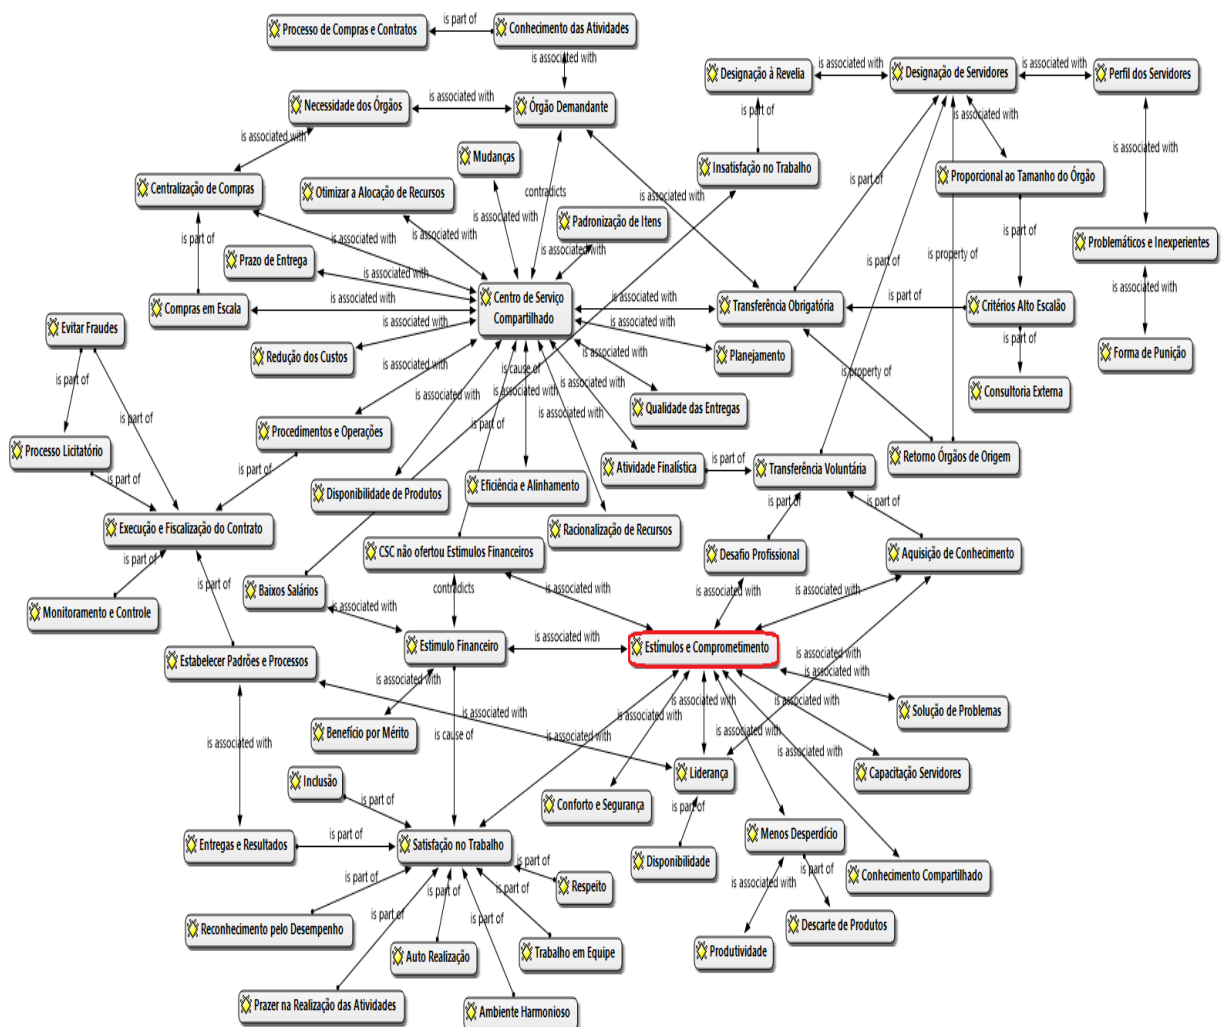 is part of
Processo de Compras e Contratos
Conhecimento das Atividades
is associated with
Designação à Revelia
is associated with
Designação de Servidores
is associated with
Perfil dos Servidores
Necessidade dos Órgãos
is associated with
Órgão Demandante
is part of
is associated with
is associated with
is associated with
Mudanças
Insatisfação no Trabalho
Centralização de Compras
Otimizar a Alocação de Recursos
contradicts
is associated with
is part of
Proporcional ao Tamanho do Órgão
is associated with
Padronização de Itens
is part of
is associated with
is associated with
is associated with
is part of
Problemáticos e Inexperientes
Prazo de Entrega
is associated with
is associated with
is part of
is property of
Compras em Escala
is associated with
Centro de Serviço
Compartilhado
is associated with
Transferência Obrigatória
is part of
Critérios Alto Escalão
is associated with
Evitar Fraudes
is associated with
is associated with
is part of
Redução dos Custos
is associated with
Planejamento
Forma de Punição
is part of
is cause of
is associated with
is property of
is associated with
is associated with
Consultoria Externa
is part of
is associated with
Qualidade das Entregas
Procedimentos e Operações
is part of
is associated with
Processo Licitatório
is part of
Atividade Finalística
is part of
Transferência Voluntária
Retorno Órgãos de Origem
is part of
Disponibilidade de Produtos
Eficiência e Alinhamento
Execução e Fiscalização do Contrato
Racionalização de Recursos
is part of
CSC não ofertou Estimulos Financeiros
Desafio Profissional
Aquisição de Conhecimento
is part of
is part of
Baixos Salários
contradicts
is associated with
is associated with
is associated with
Monitoramento e Controle
is associated with
Estimulo Financeiro
is associated with
Estímulos e Comprometimento
Estabelecer Padrões e Processos
is associated with
is associated with
is associated with
is associated with
Solução de Problemas
is associated with
is associated with
Benefício por Mérito
is cause of
is associated with
is associated with
is associated with
is associated with
Inclusão
Liderança
Capacitação Servidores
is part of
Conforto e Segurança
is part of
Entregas e Resultados
is part of
Satisfação no Trabalho
Menos Desperdício
Disponibilidade
is part of
is part of
Conhecimento Compartilhado
is part of
is part of
is part of
Respeito
is associated with
is part of
is part of
Reconhecimento pelo Desempenho
Descarte de Produtos
Auto Realização
Trabalho em Equipe
Produtividade
Prazer na Realização das Atividades
Ambiente Harmonioso